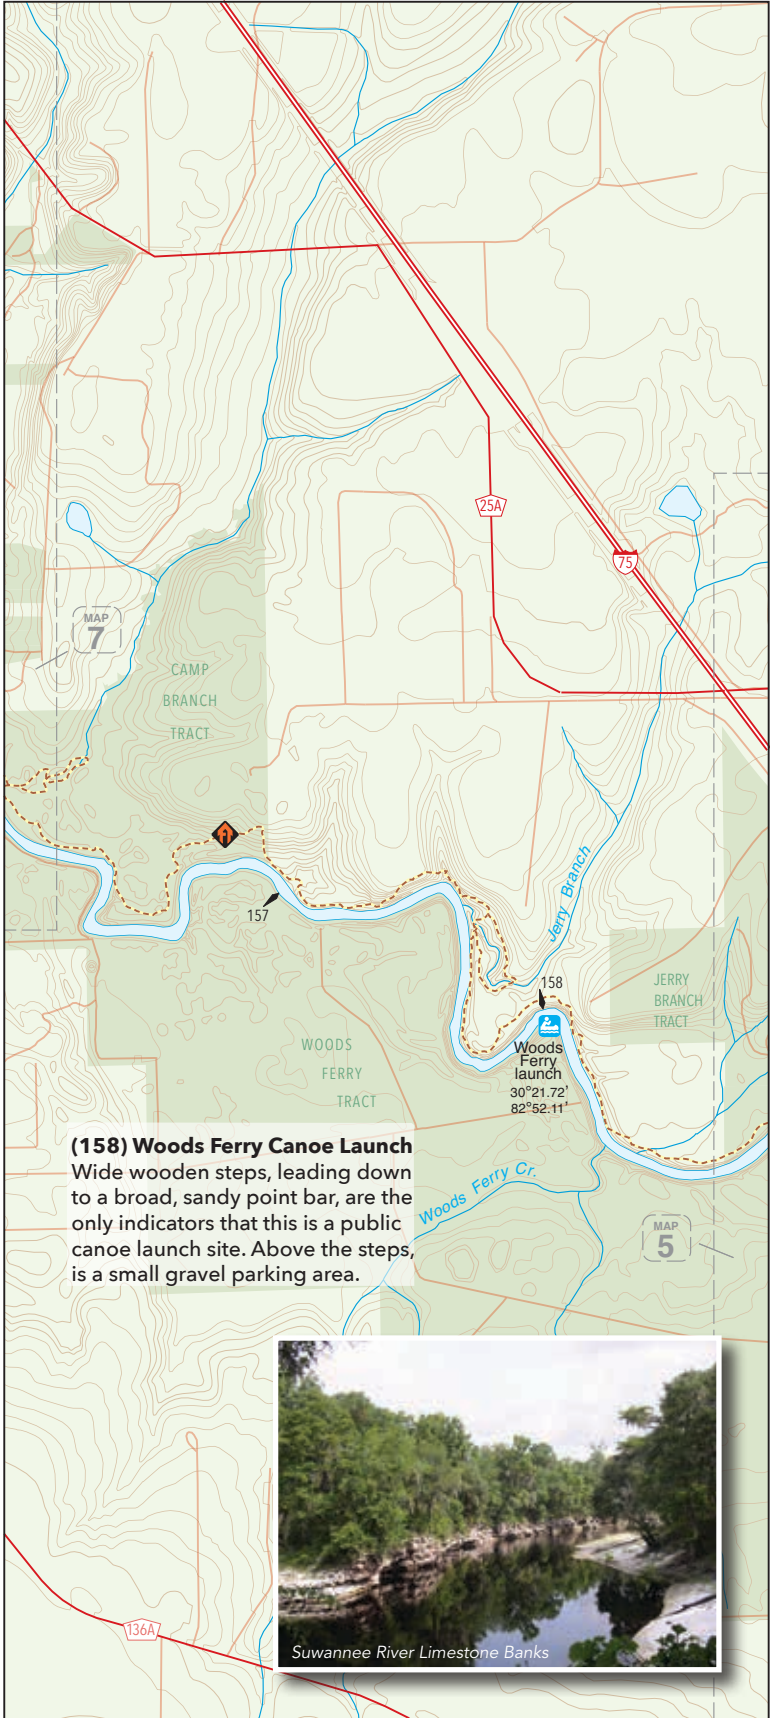 25A
75
MAP
7
CAMP
BRANCH
TRACT
157
Jerry Branch
158
JERRY
BRANCH
TRACT
Woods
Ferry
launch
30°21.72'
82°52.11'
WOODS
FERRY
TRACT
(158) Woods Ferry Canoe Launch
Wide wooden steps, leading down
to a broad, sandy point bar, are the
only indicators that this is a public
canoe launch site. Above the steps,
is a small gravel parking area.
Woods Ferry Cr.
MAP
5
136A
Suwannee River Limestone Banks